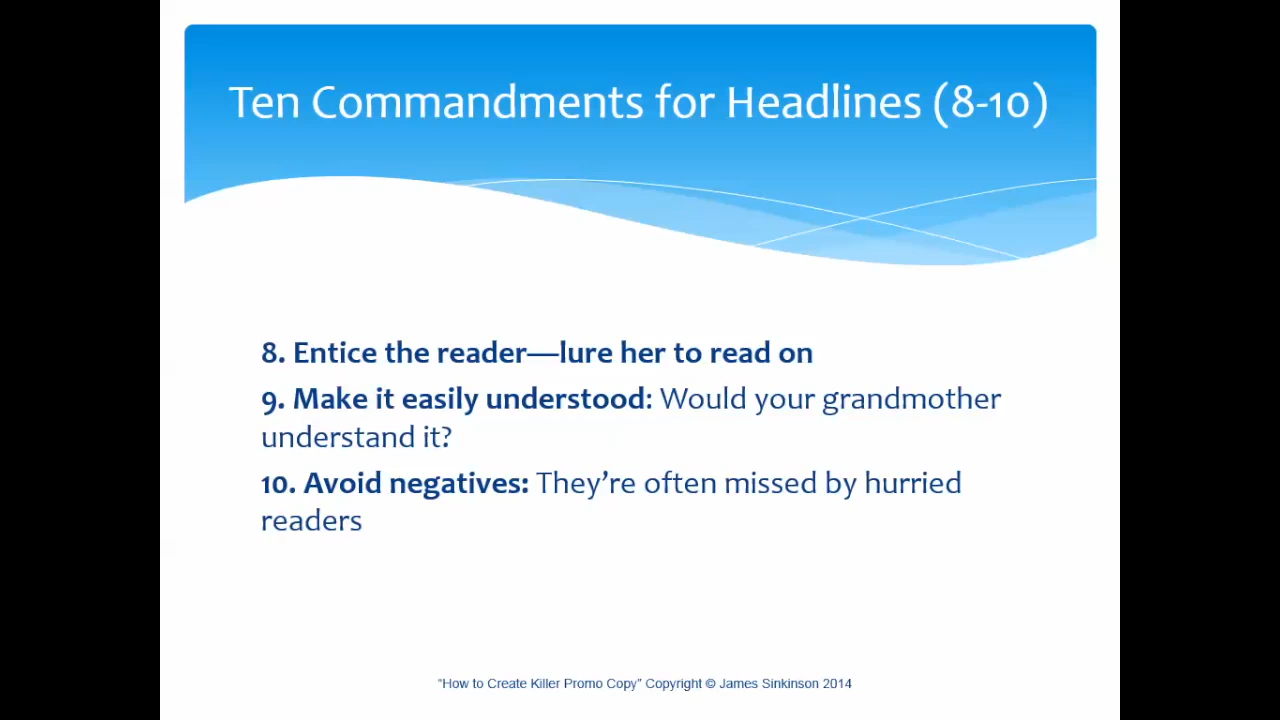 Ten Commandments for Headlines (8-10)
8. Entice the reader—lure her to read on
9. Make it easily understood: Would your grandmother
understand it?
10. Avoid negatives: They’re often missed by hurried
readers
“How to Create Killer Promo Copy” Copyright © James Sinkinson 2014